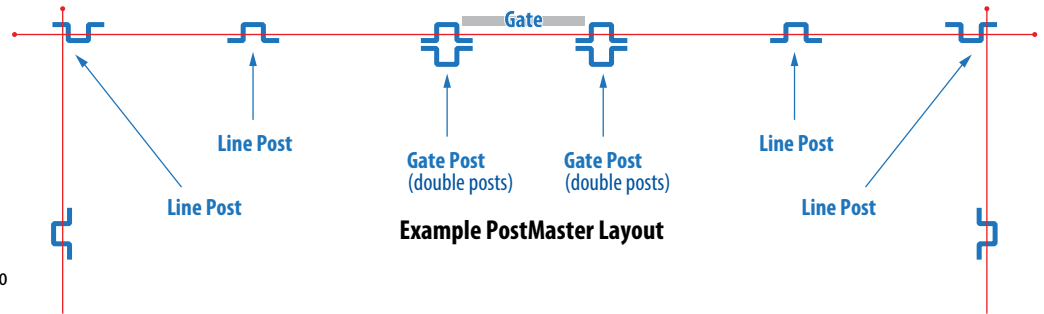 Gate
Line Post
Line Post
Gate Post
(double posts)
Gate Post
(double posts)
Line Post
Line Post
Example PostMaster Layout
0